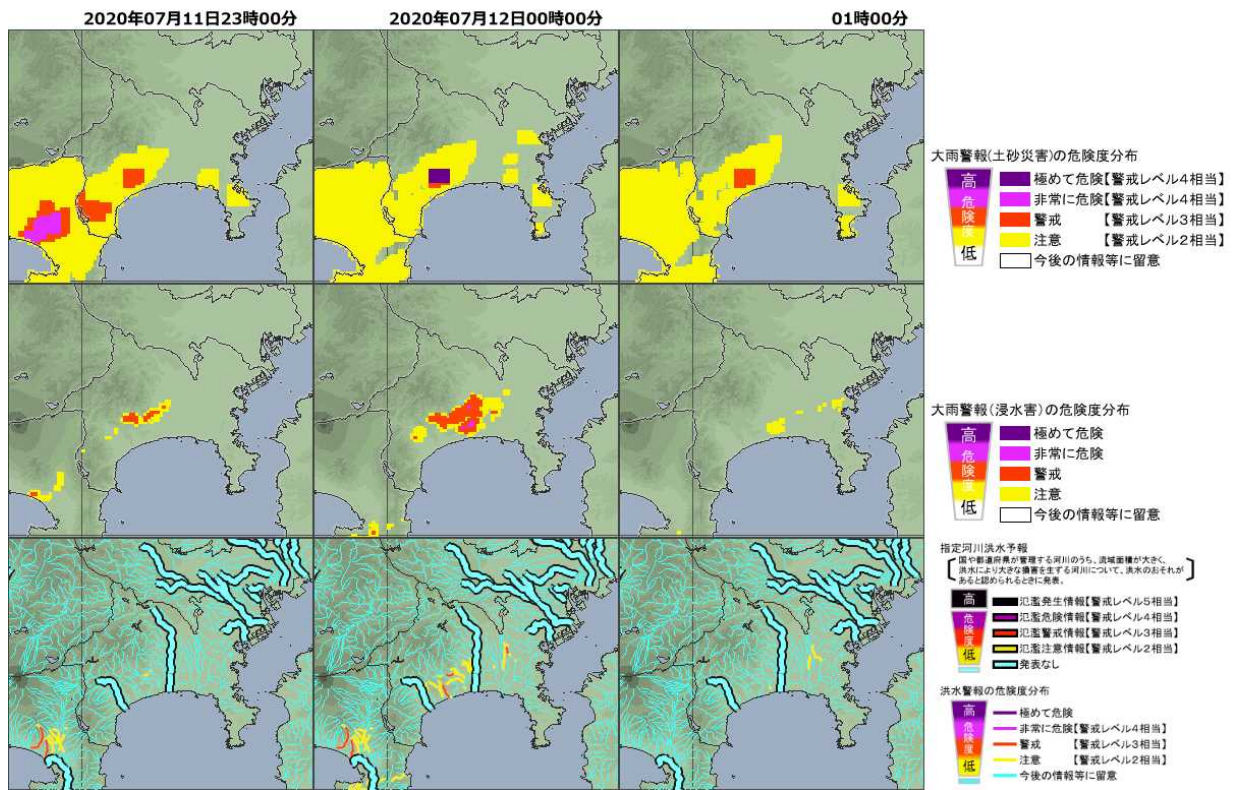 2020年07月11日23時00分
2020年07月12日00時00分
01時00分
大雨警報(土砂災害)の危険度分布
高
危
険
度
低
極めて危険【警戒レベル4相当】
非常に危険【警戒レベル4相当】
警戒 【警戒レベル3相当】
注意 【警戒レベル2相当】
今後の情報等に留意
大雨警報(浸水害)の危険度分布
高
危
険
度
低
極めて危険
非常に危険
警戒
注意
今後の情報等に留意
指定河川洪水予報
国や都道府県が管理する河川のうち、流域面積が大きく、
洪水により大きな損害を生ずる河川について、洪水のおそれが
あると認められるときに発表。
高
危
険
度
低
氾濫発生情報【警戒レベル5相当】
氾濫危険情報【警戒レベル4相当】
氾濫警戒情報【警戒レベル3相当】
氾濫注意情報【警戒レベル2相当】
発表なし
洪水警報の危険度分布
高
危
険
度
低
極めて危険
非常に危険【警戒レベル4相当】
警戒 【警戒レベル3相当】
注意 【警戒レベル2相当】
今後の情報等に留意